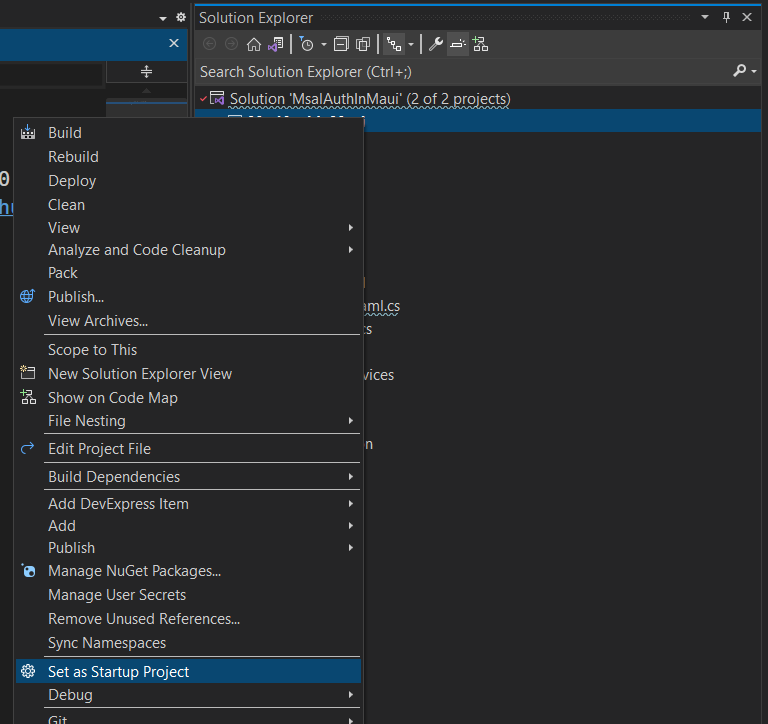 Solution Explorer
Search Solution Explorer (Ctrl+;)
Solution 'MsalAuthInMaui' (2 of 2 projects)
Build
Rebuild
Deploy
Clean
View
Analyze and Code Cleanup
Pack
Publish...
View Archives...
Scope to This
New Solution Explorer View
Show on Code Map
File Nesting
Edit Project File
Build Dependencies
Add DevExpress Item
Add
Publish
Manage NuGet Packages...
Manage User Secrets
Remove Unused References...
Sync Namespaces
Set as Startup Project
Debug
Git
0
aml.cs
cs
vices
n